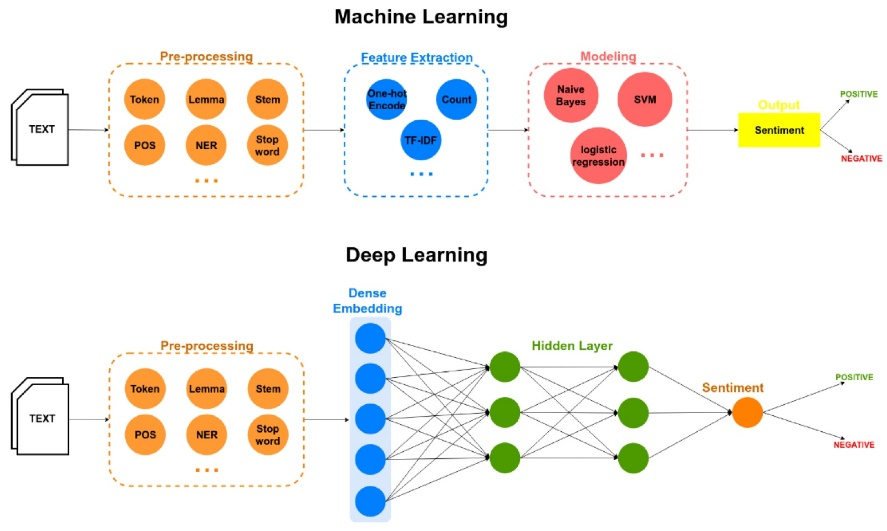 Machine Learning
Pre-processing
Feature Extraction
Modeling
Token
Lemma
Stem
One-hot
Encode
Count
Naive
Bayes
SVM
Output
POSITIVE
TEXT
POS
NER
Stop
word
TF-IDF
logistic
regression
Sentiment
NEGATIVE
...
...
...
Deep Learning
Dense
Embedding
Pre-processing
Hidden Layer
Token
Lemma
Stem
Sentiment
POSITIVE
TEXT
POS
NER
Stop
word
NEGATIVE
...